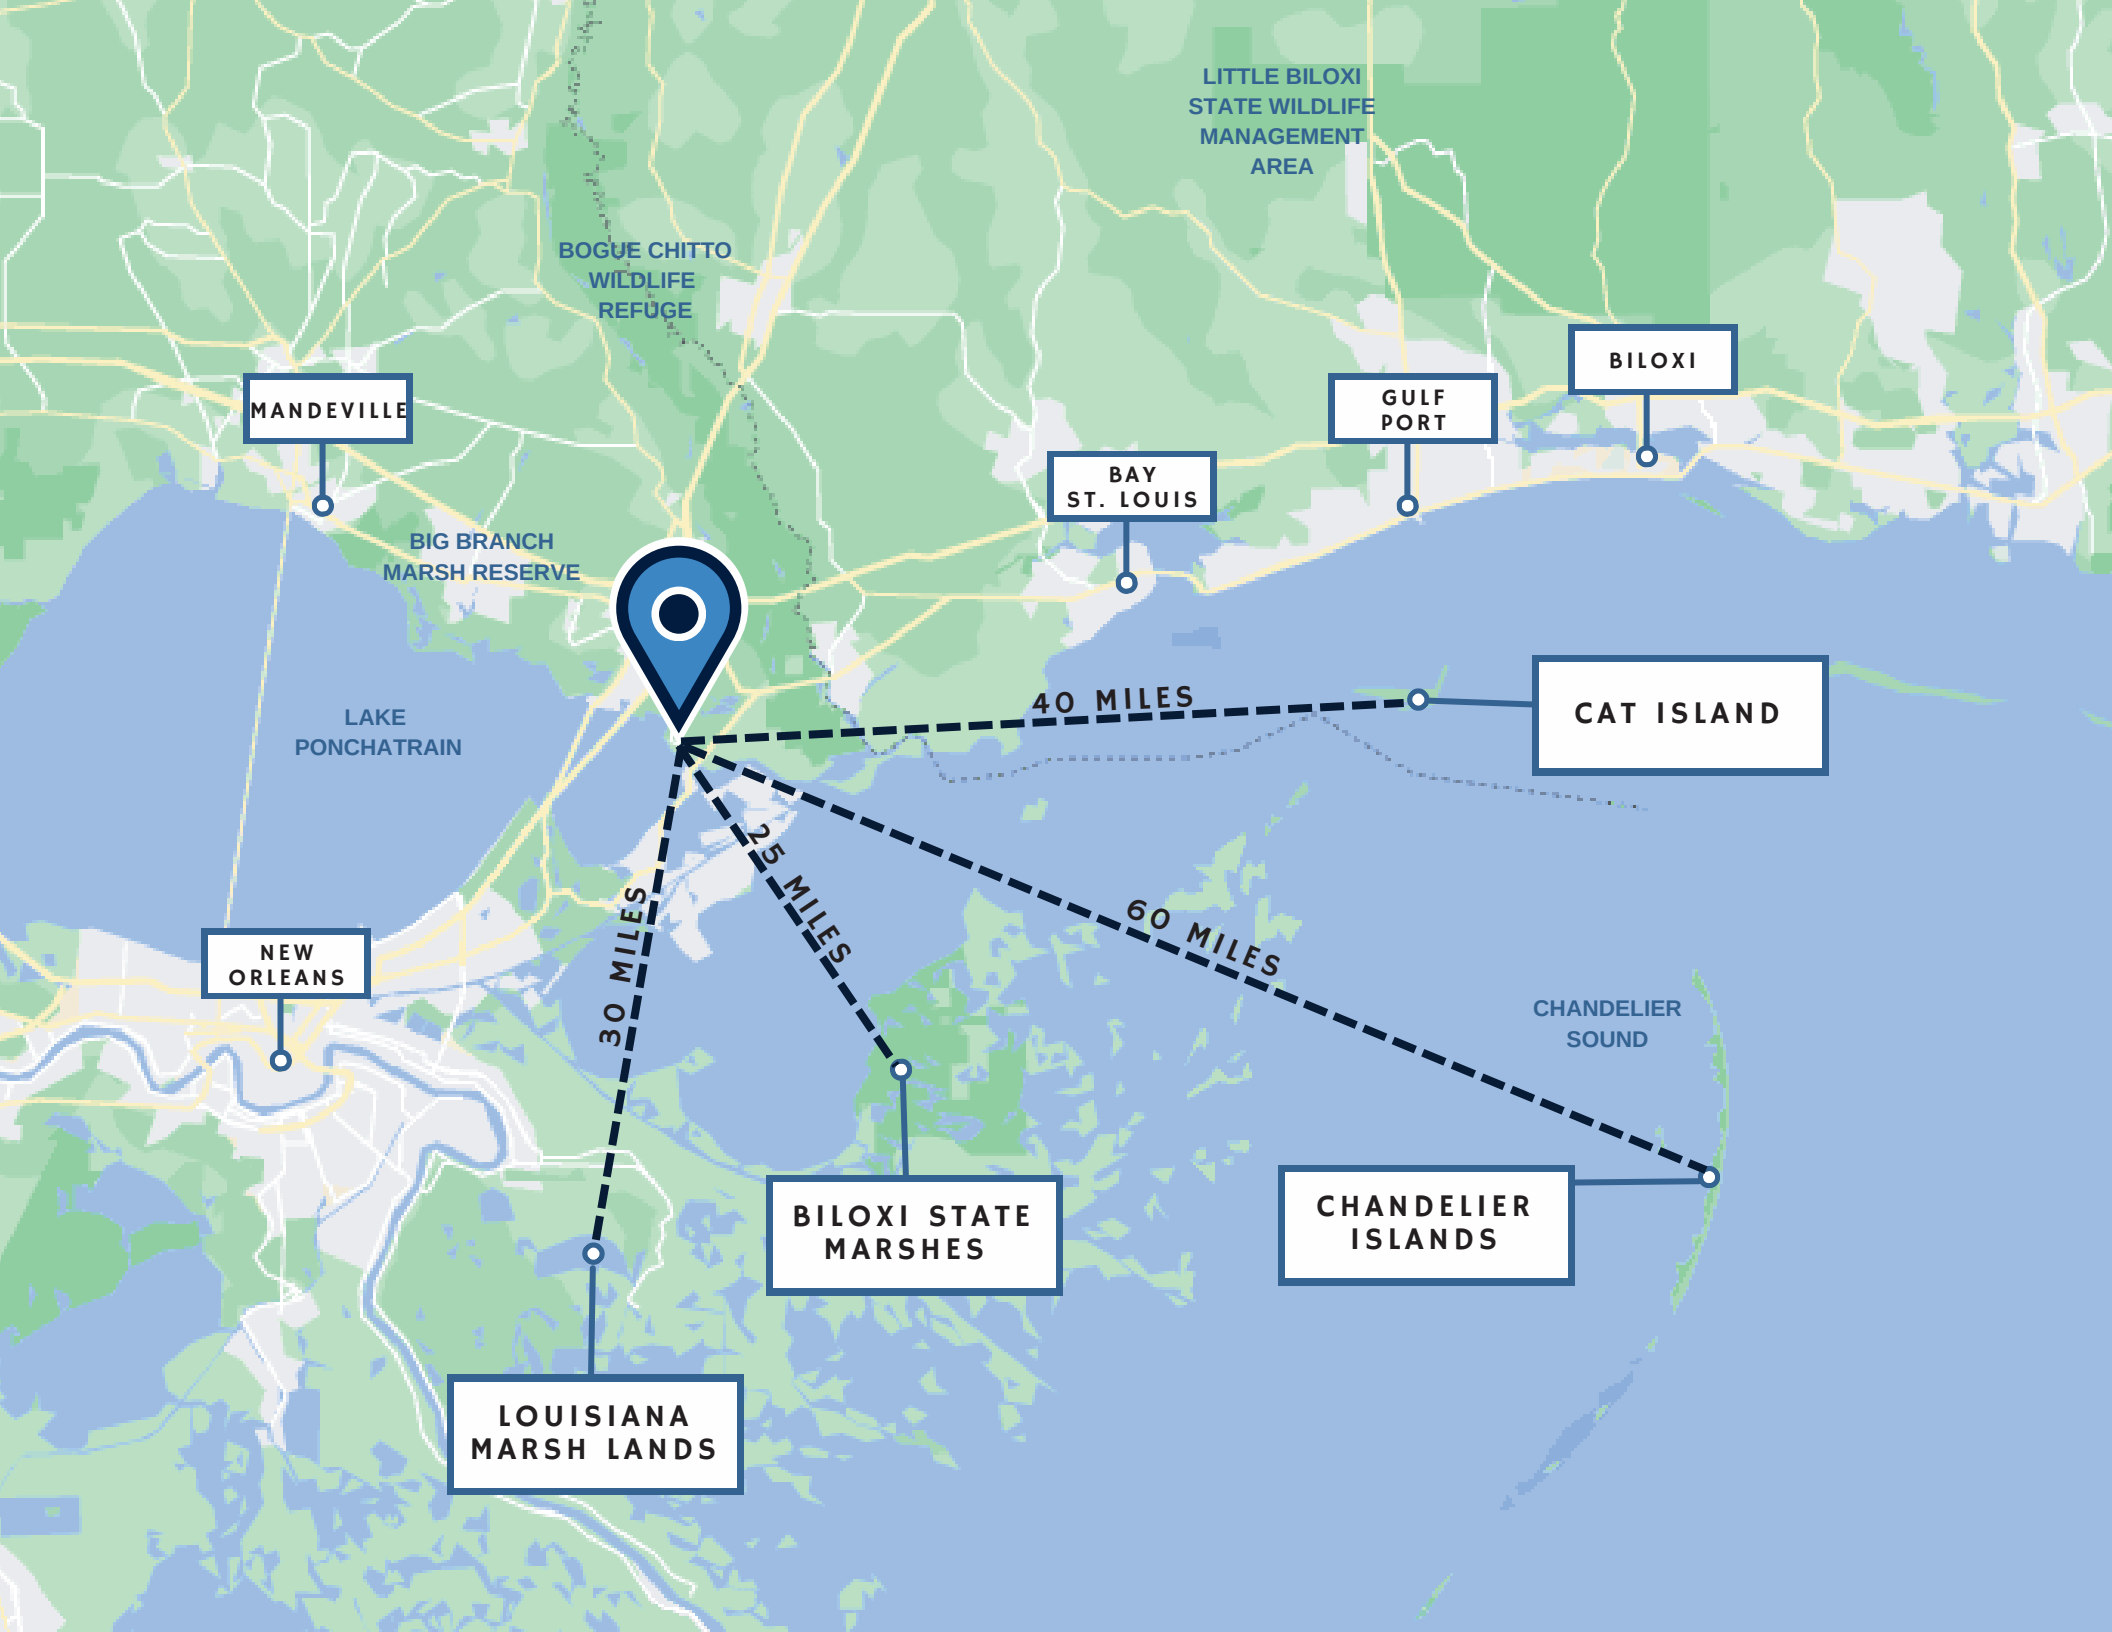 LITTLE BILOXI
STATE WILDLIFE
MANAGEMENT
AREA
BOGUE CHITTO
WILDLIFE
REFUGE
BILOXI
MANDEVILLE
GULF
PORT
BAY
ST. LOUIS
BIG BRANCH
MARSH RESERVE
LAKE
PONCHATRAIN
40 MILES
CAT ISLAND
25 MILES
30 MILES
60 MILES
NEW
ORLEANS
CHANDELIER
SOUND
BILOXI STATE
MARSHES
CHANDELIER
ISLANDS
LOUISIANA
MARSH LANDS